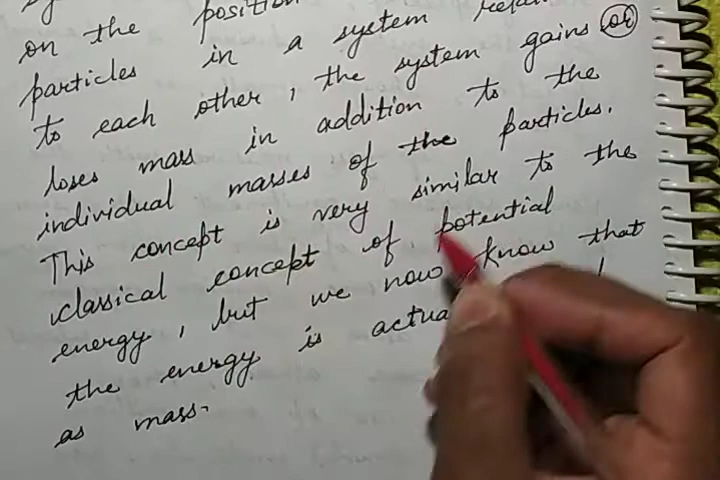 on the position
particles in a system
to each other, the system gains or
loses mass in addition to the
individual masses of the particles.
This concept is very similar to the
classical concept of potential
energy, but we now know that
the energy is
as mass.